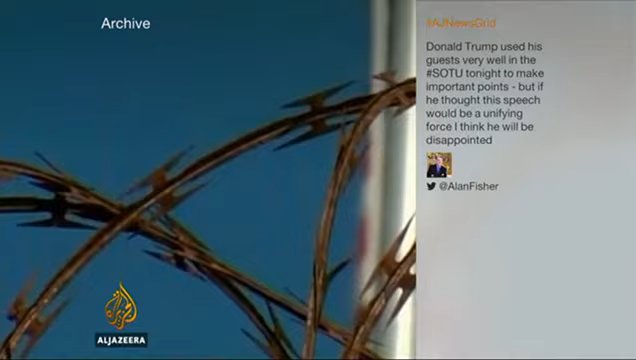 Archive
#AJNewsGrid
Donald Trump used his
guests very well in the
#SOTU tonight to make
important points - but if
he thought this speech
would be a unifying
force I think he will be
disappointed
@AlanFisher
ALJAZEERA